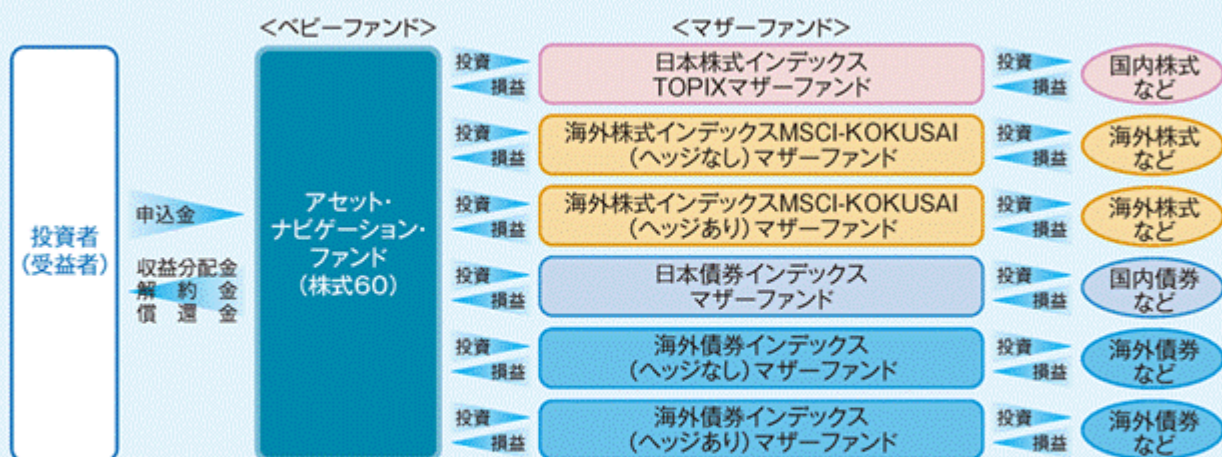 <ベビーファンド>
<マザーファンド>
投資者
(受益者)
申込金
収益分配金
解約金
償還金
アセット・
ナビゲーション・
ファンド
(株式60)
投資
損益
日本株式インデックス
TOPIXマザーファンド
投資
損益
国内株式
など
投資
損益
海外株式インデックスMSCI-KOKUSAI
(ヘッジなし)マザーファンド
投資
損益
海外株式
など
投資
損益
海外株式インデックスMSCI-KOKUSAI
(ヘッジあり)マザーファンド
投資
損益
海外株式
など
投資
損益
日本債券インデックス
マザーファンド
投資
損益
国内債券
など
投資
損益
海外債券インデックス
(ヘッジなし)マザーファンド
投資
損益
海外債券
など
投資
損益
海外債券インデックス
(ヘッジあり)マザーファンド
投資
損益
海外債券
など